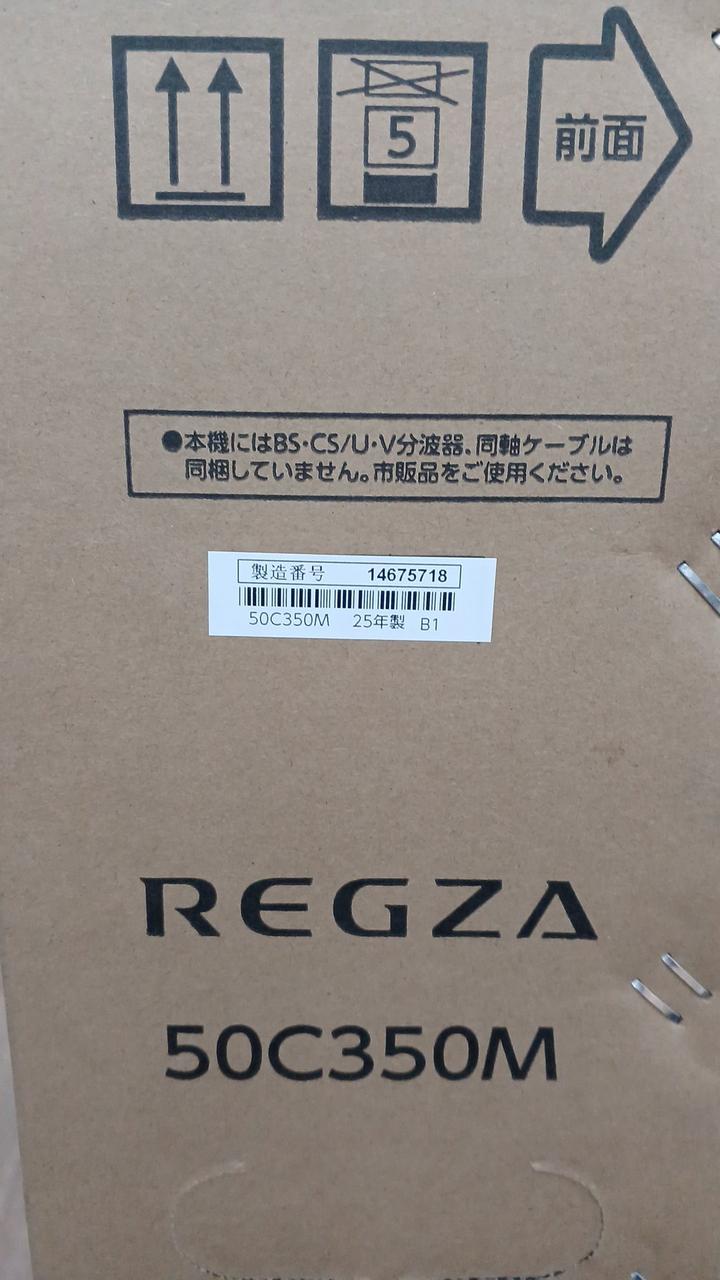 5
前面
●本機にはBS・CS/U・V分波器、同軸ケーブルは
同梱していません。市販品をご使用ください。
製造番号 14675718
50C350M 25年製 B1
REGZA
50C350M